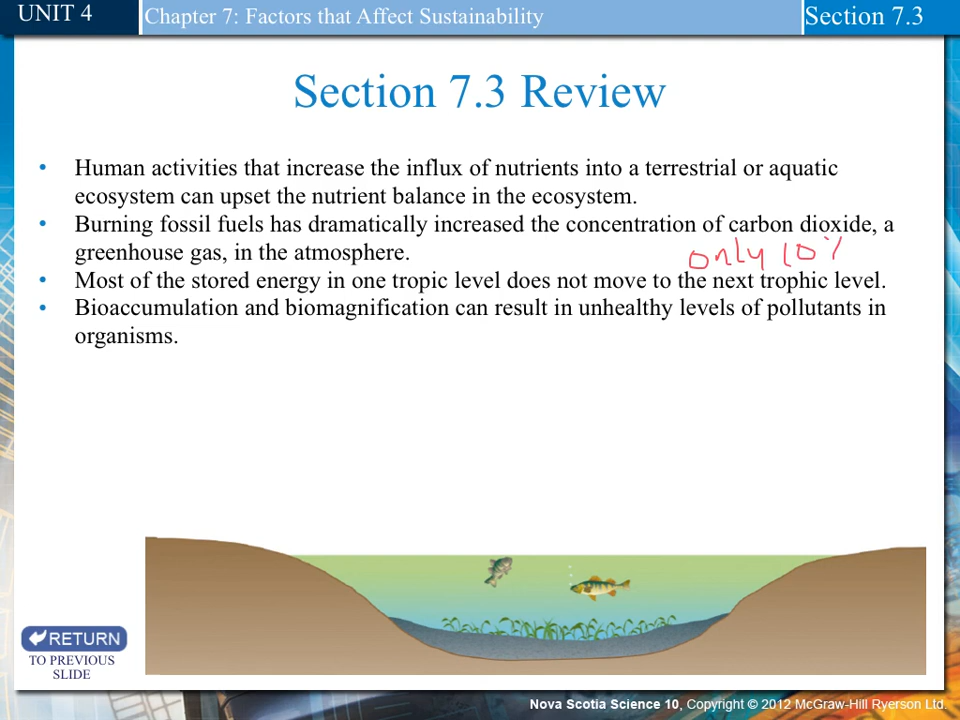 UNIT 4
Chapter 7: Factors that Affect Sustainability
Section 7.3
Section 7.3 Review
• Human activities that increase the influx of nutrients into a terrestrial or aquatic
ecosystem can upset the nutrient balance in the ecosystem.
• Burning fossil fuels has dramatically increased the concentration of carbon dioxide, a
greenhouse gas, in the atmosphere.
only 10%
• Most of the stored energy in one tropic level does not move to the next trophic level.
• Bioaccumulation and biomagnification can result in unhealthy levels of pollutants in
organisms.
RETURN
TO PREVIOUS
SLIDE
Nova Scotia Science 10, Copyright © 2012 McGraw-Hill Ryerson Ltd.